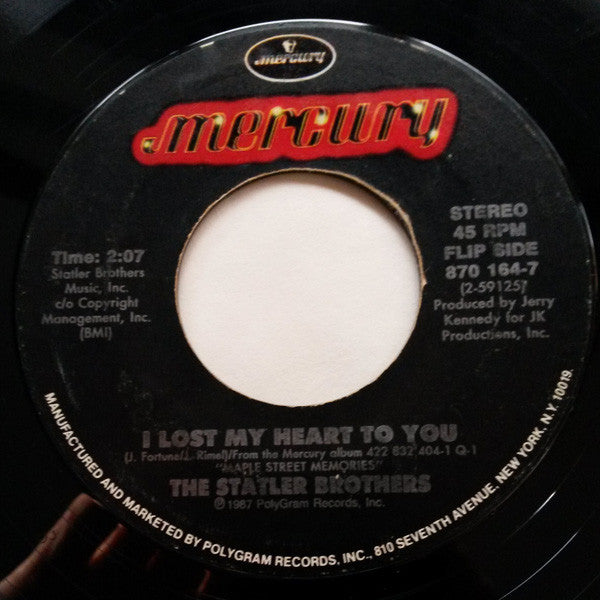 mercury
mercury
STEREO
45 RPM
FLIP SIDE
870 164-7
(2-59125)
Produced by Jerry
Kennedy for JK
Productions, Inc.
Time: 2:07
Statler Brothers
Music, Inc.
c/o Copyright
Management, Inc.
(BMI)
I LOST MY HEART TO YOU
(J. Fortune/L. Rimel)/From the Mercury album 422 832 404-1 Q-1
"MAPLE STREET MEMORIES"
THE STATLER BROTHERS
℗ 1987 PolyGram Records, Inc.
MANUFACTURED AND MARKETED BY POLYGRAM RECORDS, INC., 810 SEVENTH AVENUE, NEW YORK, N.Y. 10019.